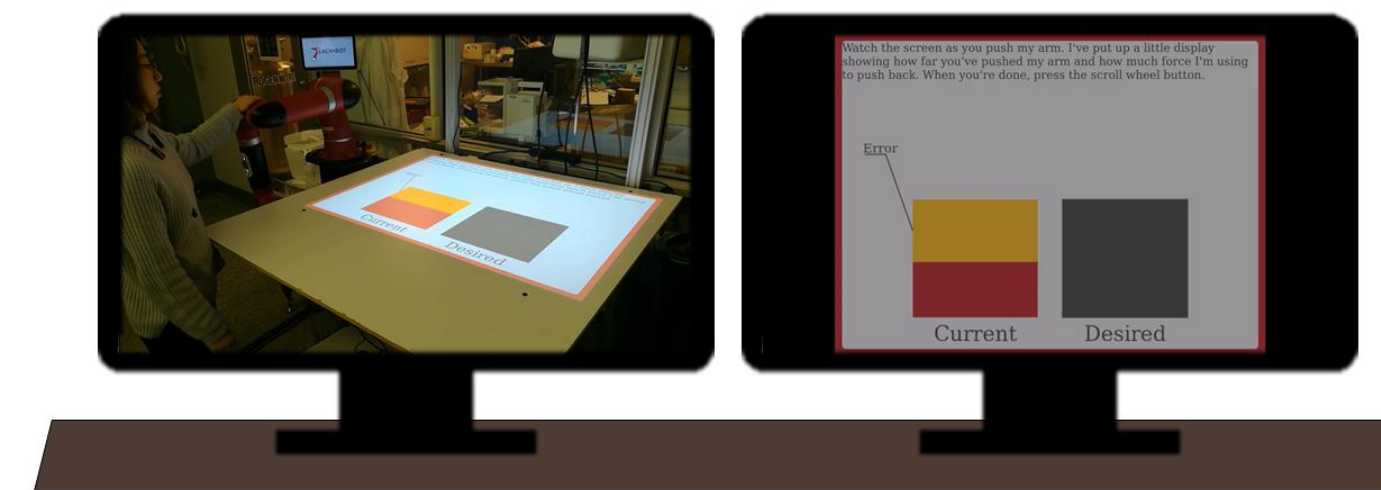 TEACHBOT
Current
Desired
Watch the screen as you push my arm. I've put up a little display
showing how far you've pushed my arm and how much force I'm using
to push back. When you're done, press the scroll wheel button.
Error
Current
Desired